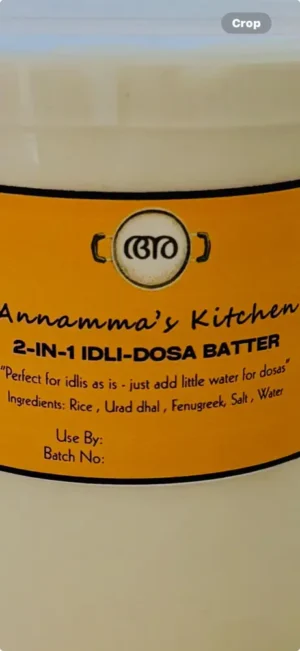 Crop
അ
Annamma's Kitchen
2-IN-1 IDLI-DOSA BATTER
"Perfect for idlis as is - just add little water for dosas"
Ingredients: Rice , Urad dhal , Fenugreek, Salt , Water
Use By:
Batch No: